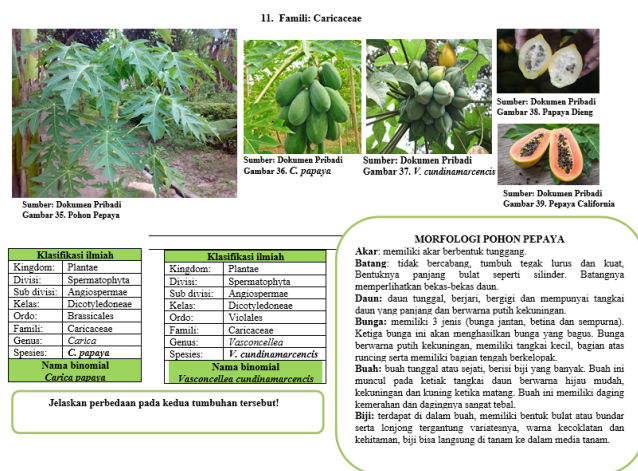 11. Famili: Caricaceae
Sumber: Dokumen Pribadi
Gambar 35. Pohon Pepaya
Sumber: Dokumen Pribadi
Gambar 36. C. papaya
Sumber: Dokumen Pribadi
Gambar 37. V. cundinamarcencis
Sumber: Dokumen Pribadi
Gambar 38. Papaya Dieng
Sumber: Dokumen Pribadi
Gambar 39. Pepaya California
Klasifikasi ilmiah
Kingdom: Plantae
Divisi: Spermatophyta
Sub divisi: Angiospermae
Kelas: Dicotyledoneae
Ordo: Brassicales
Famili: Caricaceae
Genus: Carica
Spesies: C. papaya
Nama binomial
Carica papaya
Klasifikasi ilmiah
Kingdom: Plantae
Divisi: Spermatophyta
Sub divisi: Angiospermae
Kelas: Dicotyledoneae
Ordo: Violales
Famili: Caricaceae
Genus: Vasconcellea
Spesies: V. cundinamarcencis
Nama binomial
Vasconcellea cundinamarcencis
Jelaskan perbedaan pada kedua tumbuhan tersebut!
MORFOLOGI POHON PEPAYA
Akar: memiliki akar berbentuk tunggang.
Batang: tidak bercabang, tumbuh tegak lurus dan kuat,
Bentuknya panjang bulat seperti silinder. Batangnya
memperlihatkan bekas-bekas daun.
Daun: daun tunggal, berjari, bergigi dan mempunyai tangkai
daun yang panjang dan berwarna putih kekuningan.
Bunga: memiliki 3 jenis (bunga jantan, betina dan sempurna).
Ketiga bunga ini akan menghasilkan bunga yang bagus. Bunga
berwarna putih kekuningan, memiliki tangkai kecil, bagian atas
runcing serta memiliki bagian tengah berkelopak.
Buah: buah tunggal atau sejati, berisi biji yang banyak. Buah ini
muncul pada ketiak tangkai daun berwarna hijau mudah,
kekuningan dan kuning ketika matang. Buah ini memiliki daging
kemerahan dan dagingnya sangat tebal.
Biji: terdapat di dalam buah, memiliki bentuk bulat atau bundar
serta lonjong tergantung variatesnya, warna kecoklatan dan
kehitaman, biji bisa langsung di tanam ke dalam media tanam.